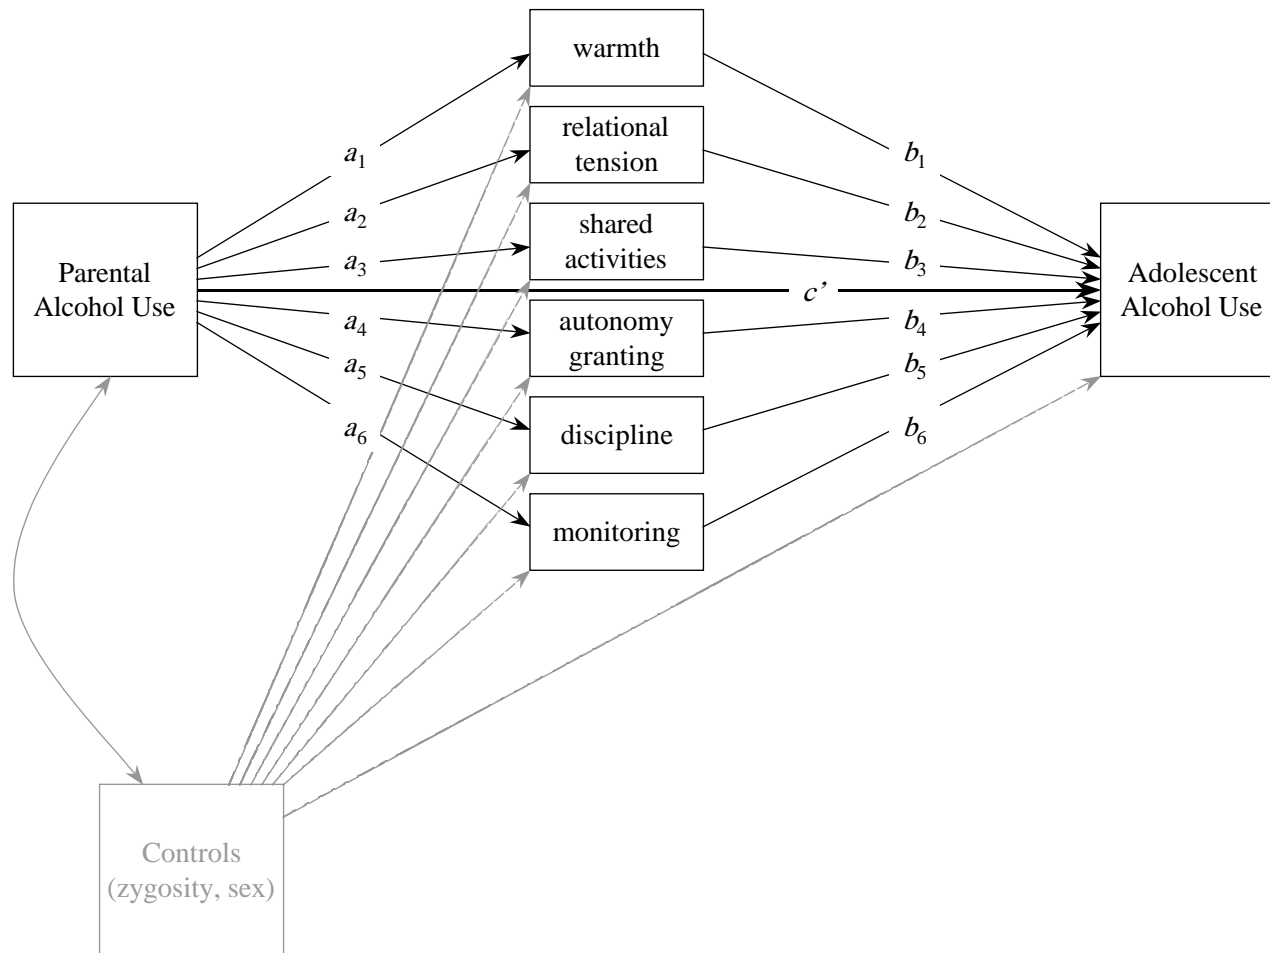 warmth
relational
tension
shared
activities
autonomy
granting
discipline
monitoring
Parental
Alcohol Use
Adolescent
Alcohol Use
a1
a2
a3
a4
a5
a6
c’
b1
b2
b3
b4
b5
b6
Controls
(zygosity, sex)